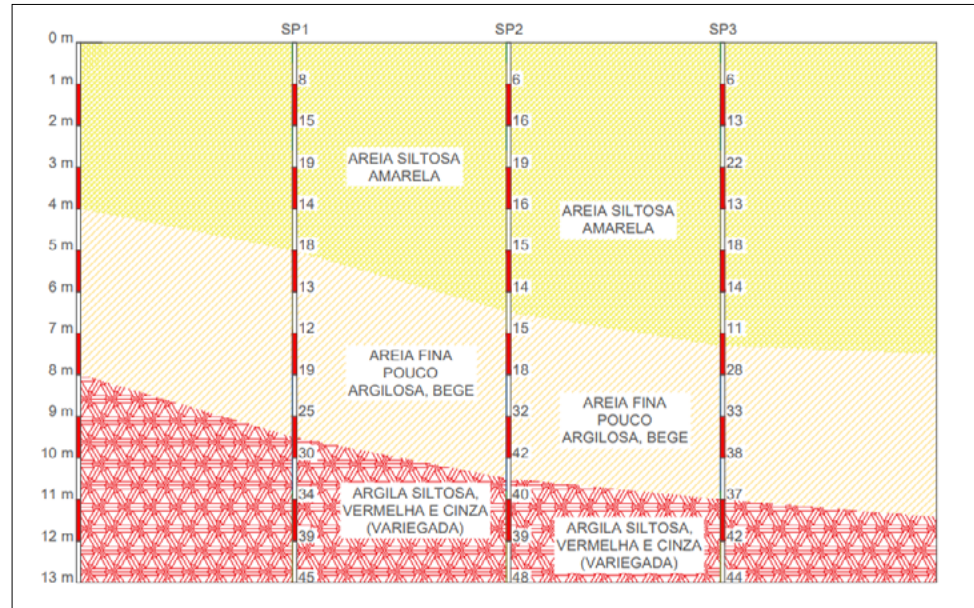 SP1 SP2 SP3
0 m
1 m 8 6 6
2 m 15 16 13
3 m 19 19 22
AREIA SILTOSA
AMARELA
4 m 14 16 13
AREIA SILTOSA
AMARELA
5 m 18 15 18
6 m 13 14 14
7 m 12 15 11
AREIA FINA
POUCO
ARGILOSA, BEGE
8 m 19 18 28
AREIA FINA
POUCO
ARGILOSA, BEGE
9 m 25 32 33
10 m 30 42 38
11 m 34 40 37
ARGILA SILTOSA,
VERMELHA E CINZA
(VARIEGADA)
ARGILA SILTOSA,
VERMELHA E CINZA
(VARIEGADA)
12 m 39 39 42
13 m 45 48 44